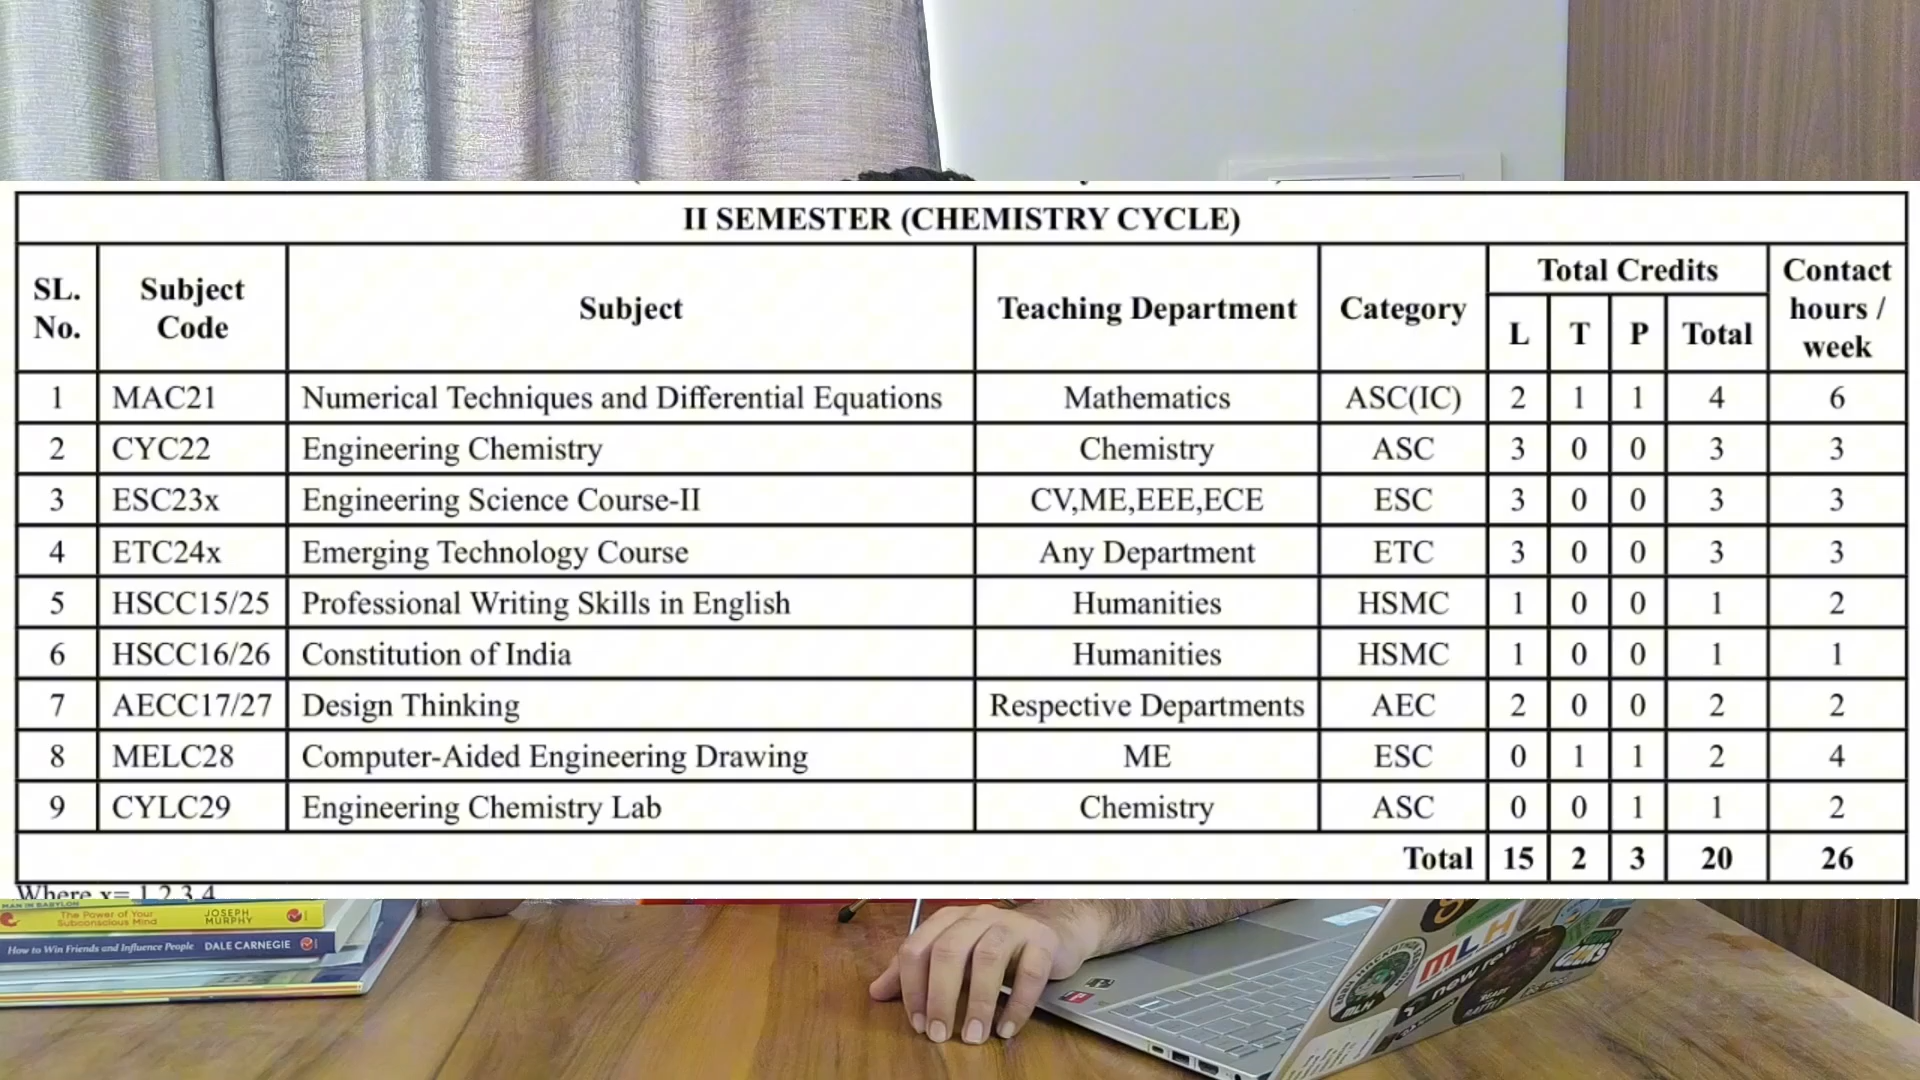 II SEMESTER (CHEMISTRY CYCLE)
SL. No. Subject Code Subject Teaching Department Category Total Credits Contact hours / week
L T P Total
1 MAC21 Numerical Techniques and Differential Equations Mathematics ASC(IC) 2 1 1 4 6
2 CYC22 Engineering Chemistry Chemistry ASC 3 0 0 3 3
3 ESC23x Engineering Science Course-II CV,ME,EEE,ECE ESC 3 0 0 3 3
4 ETC24x Emerging Technology Course Any Department ETC 3 0 0 3 3
5 HSCC15/25 Professional Writing Skills in English Humanities HSMC 1 0 0 1 2
6 HSCC16/26 Constitution of India Humanities HSMC 1 0 0 1 1
7 AECC17/27 Design Thinking Respective Departments AEC 2 0 0 2 2
8 MELC28 Computer-Aided Engineering Drawing ME ESC 0 1 1 2 4
9 CYLC29 Engineering Chemistry Lab Chemistry ASC 0 0 1 1 2
Total 15 2 3 20 26
Where x= 1,2,3,4
MAN IN BABYLON
The Power of Your Subconscious Mind JOSEPH MURPHY
How to Win Friends and Influence People DALE CARNEGIE
MLH
new re
MLH